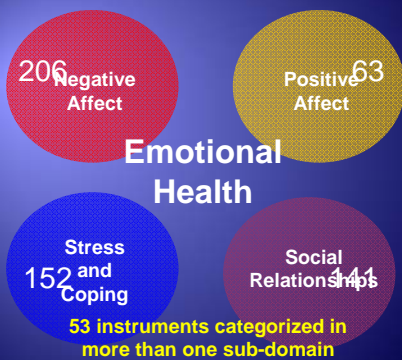 206
Negative
Affect
63
Positive
Affect
Emotional
Health
152
Stress
and
Coping
141
Social
Relationships
53 instruments categorized in
more than one sub-domain